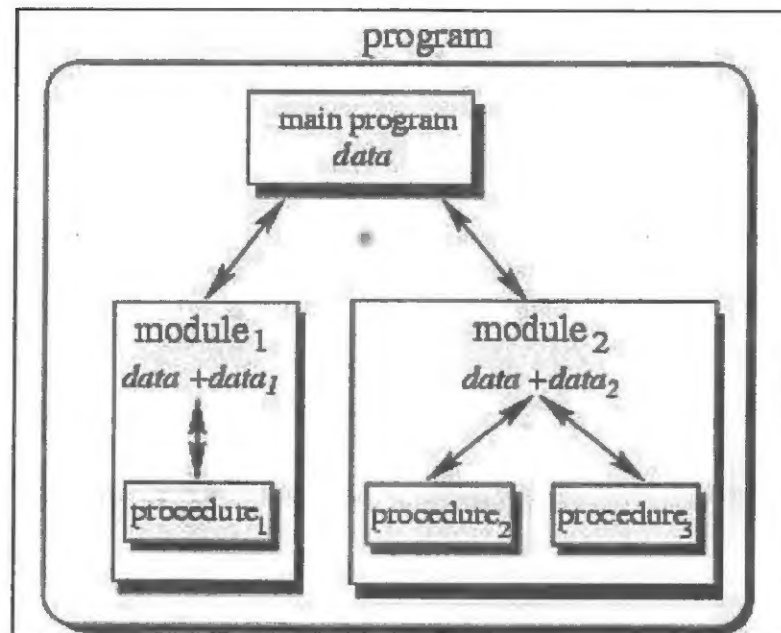 program
main program
data
module₁
data +data₁
procedure₁
module₂
data +data₂
procedure₂
procedure₃